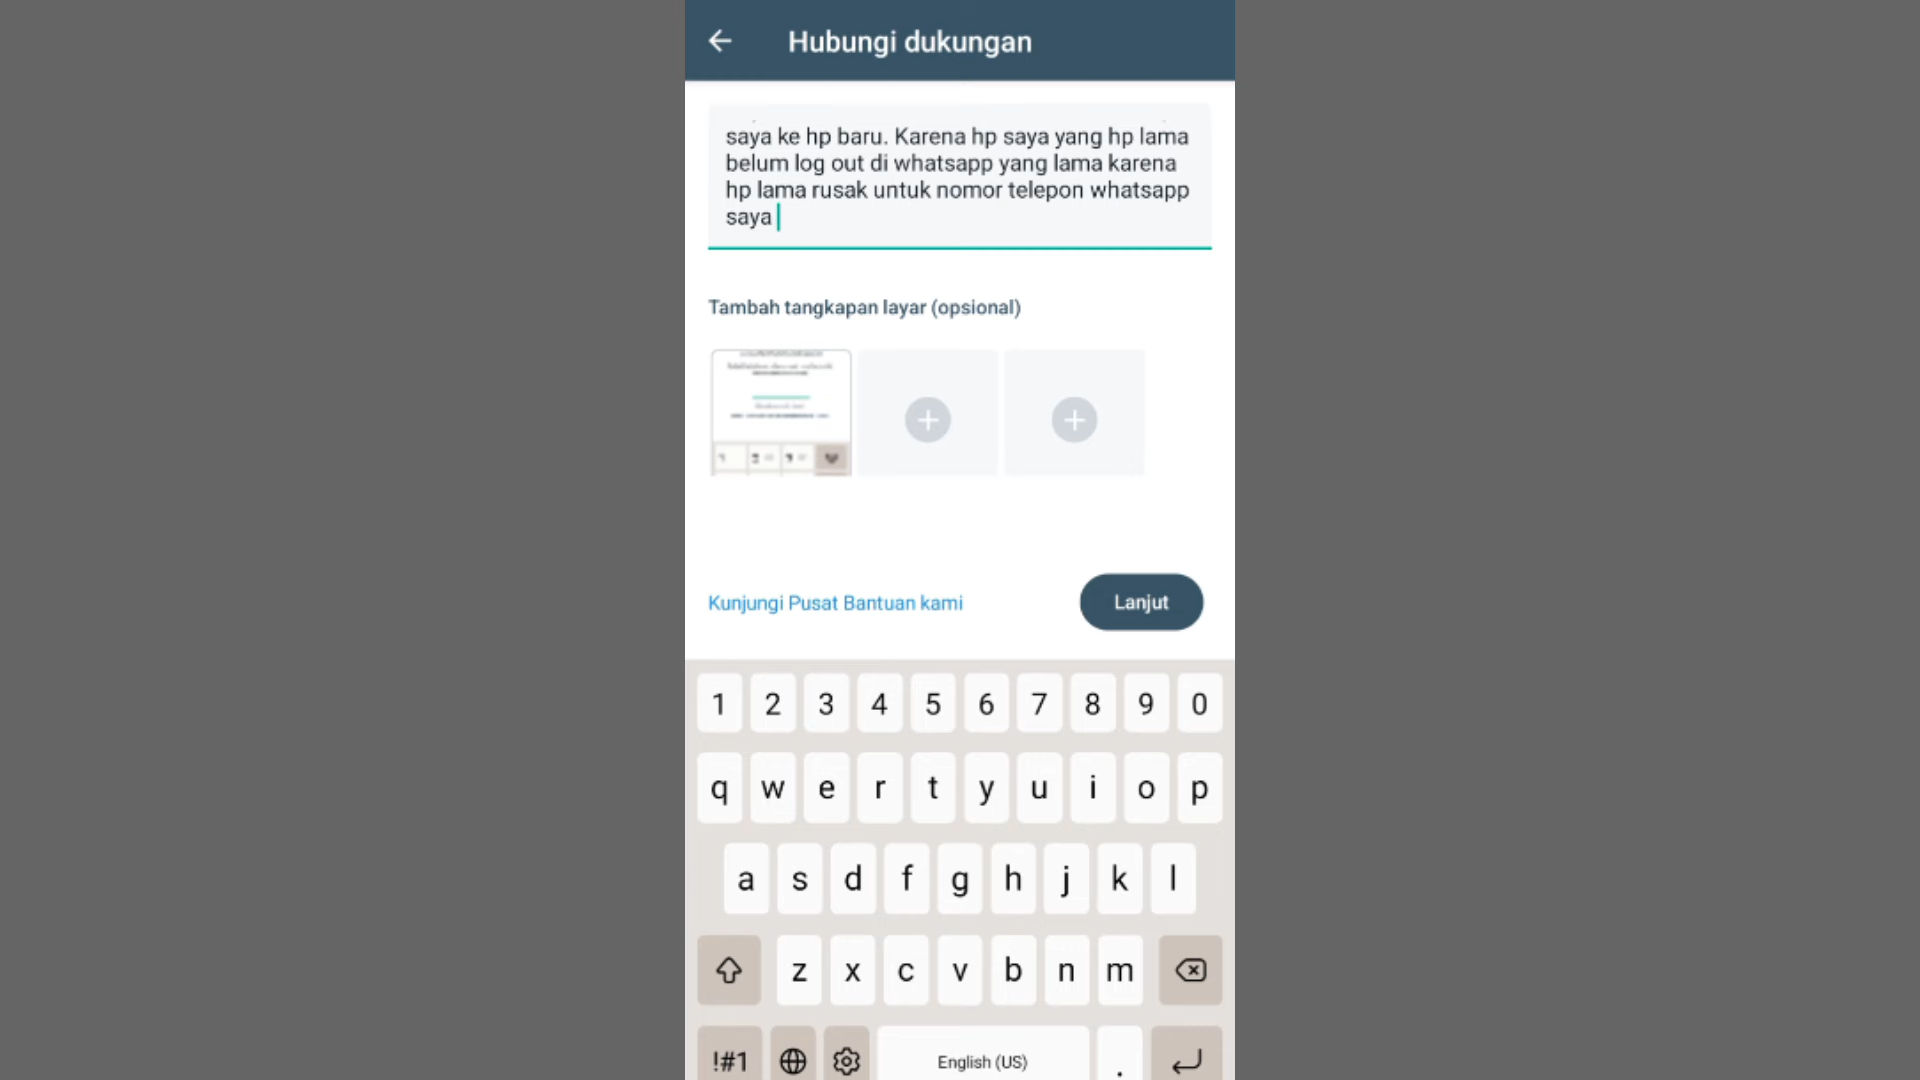 Hubungi dukungan
saya ke hp baru. Karena hp saya yang hp lama
belum log out di whatsapp yang lama karena
hp lama rusak untuk nomor telepon whatsapp
saya
Tambah tangkapan layar (opsional)
Kunjungi Pusat Bantuan kami
Lanjut
1 2 3 4 5 6 7 8 9 0
q w e r t y u i o p
a s d f g h j k l
z x c v b n m
!#1 English (US) .